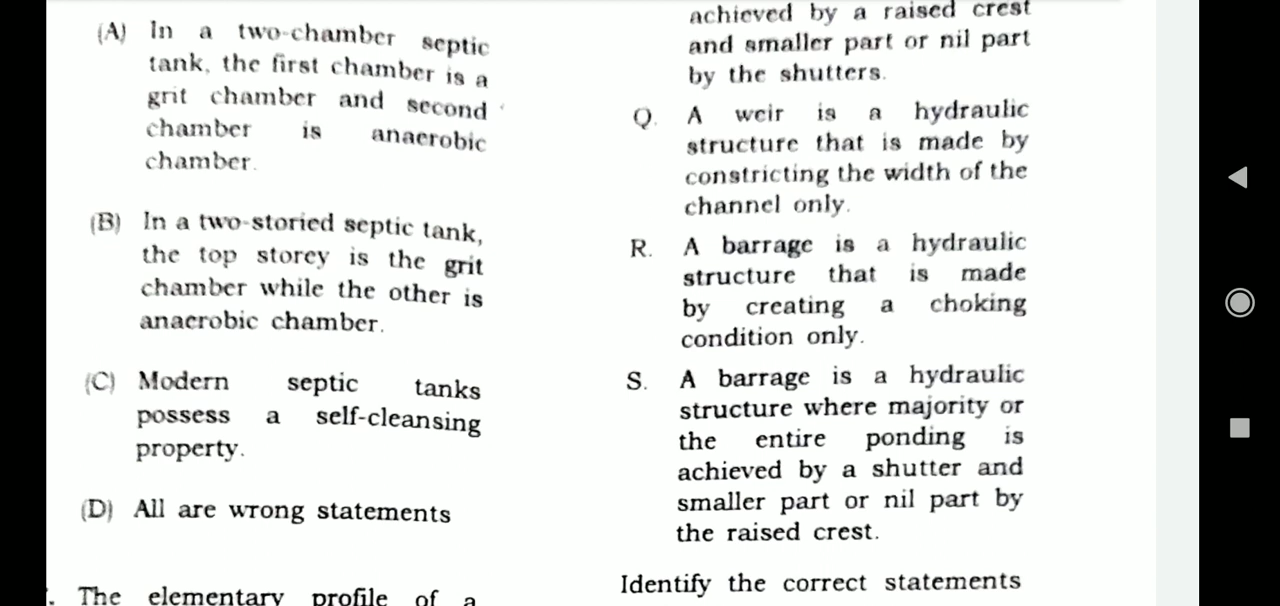 (A) In a two-chamber septic
tank, the first chamber is a
grit chamber and second
chamber is anaerobic
chamber.
(B) In a two-storied septic tank,
the top storey is the grit
chamber while the other is
anaerobic chamber.
(C) Modern septic tanks
possess a self-cleansing
property.
(D) All are wrong statements
. The elementary profile of a
achieved by a raised crest
and smaller part or nil part
by the shutters.
Q. A weir is a hydraulic
structure that is made by
constricting the width of the
channel only.
R. A barrage is a hydraulic
structure that is made
by creating a choking
condition only.
S. A barrage is a hydraulic
structure where majority or
the entire ponding is
achieved by a shutter and
smaller part or nil part by
the raised crest.
Identify the correct statements